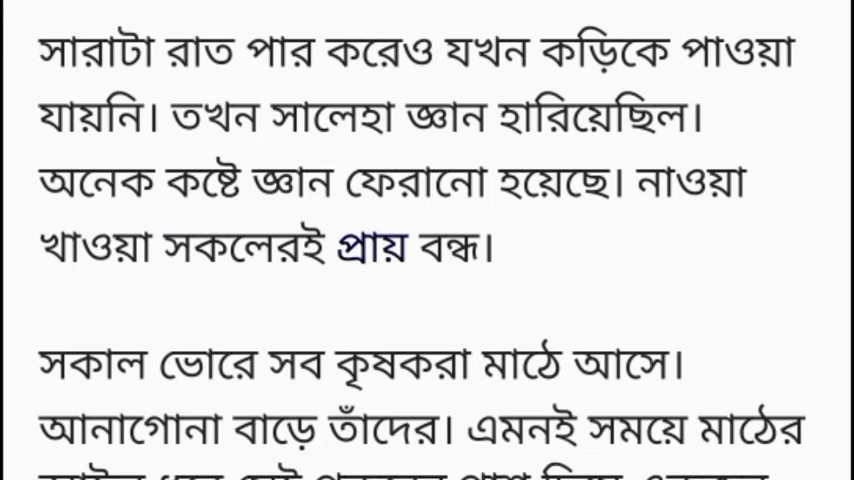 সারাটা রাত পার করেও যখন কড়িকে পাওয়া
যায়নি। তখন সালেহা জ্ঞান হারিয়েছিল।
অনেক কষ্টে জ্ঞান ফেরানো হয়েছে। নাওয়া
খাওয়া সকলেরই প্রায় বন্ধ।
সকাল ভোরে সব কৃষকরা মাঠে আসে।
আনাগোনা বাড়ে তাঁদের। এমনই সময়ে মাঠের